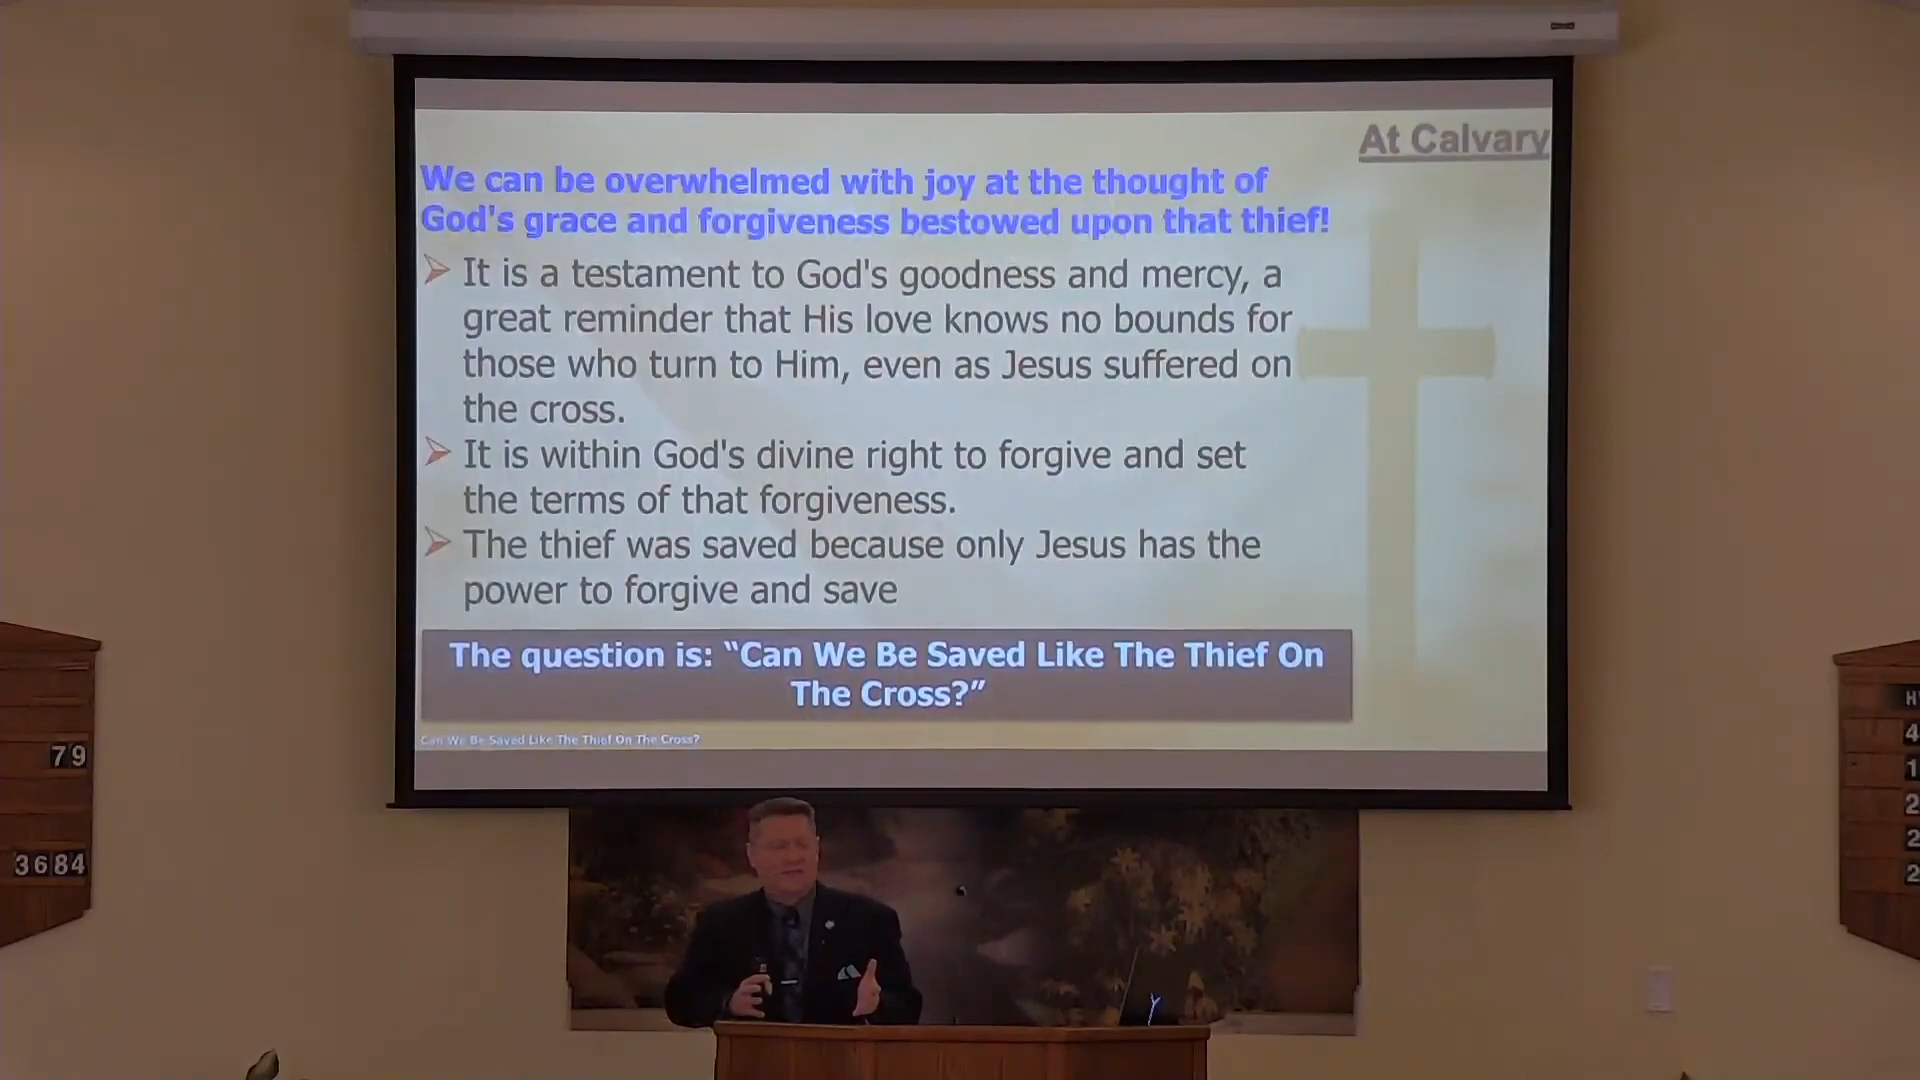 At Calvary
We can be overwhelmed with joy at the thought of
God's grace and forgiveness bestowed upon that thief!
It is a testament to God's goodness and mercy, a
great reminder that His love knows no bounds for
those who turn to Him, even as Jesus suffered on
the cross.
It is within God's divine right to forgive and set
the terms of that forgiveness.
The thief was saved because only Jesus has the
power to forgive and save
The question is: “Can We Be Saved Like The Thief On
The Cross?”
Can We Be Saved Like The Thief On The Cross?
79
3684
H
4
1
2
2
2